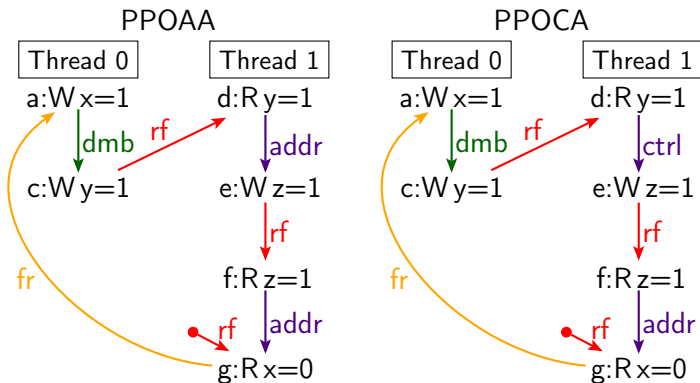 PPOAA
Thread 0 Thread 1
a:W x=1 d:R y=1
dmb rf addr
c:W y=1 e:W z=1
rf
f:R z=1
fr addr
rf
g:R x=0
PPOCA
Thread 0 Thread 1
a:W x=1 d:R y=1
dmb rf ctrl
c:W y=1 e:W z=1
rf
f:R z=1
fr addr
rf
g:R x=0